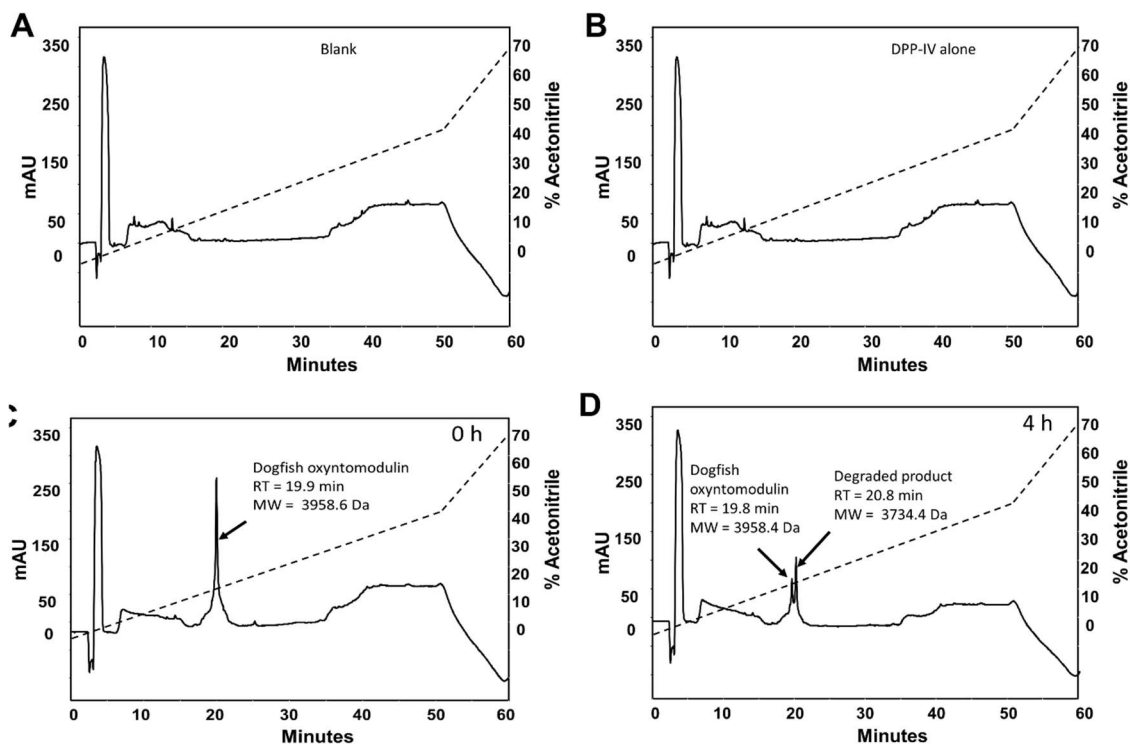 A
Blank
350
250
150
50
0
mAU
70
60
50
40
30
20
10
0
% Acetonitrile
0 10 20 30 40 50 60
Minutes
B
DPP-IV alone
350
250
150
50
0
mAU
70
60
50
40
30
20
10
0
% Acetonitrile
0 10 20 30 40 50 60
Minutes
0 h
Dogfish oxyntomodulin
RT = 19.9 min
MW = 3958.6 Da
350
250
150
50
0
mAU
70
60
50
40
30
20
10
0
% Acetonitrile
0 10 20 30 40 50 60
Minutes
D
4 h
Dogfish
oxyntomodulin
RT = 19.8 min
MW = 3958.4 Da
Degraded product
RT = 20.8 min
MW = 3734.4 Da
350
250
150
50
0
mAU
70
60
50
40
30
20
10
0
% Acetonitrile
0 10 20 30 40 50 60
Minutes